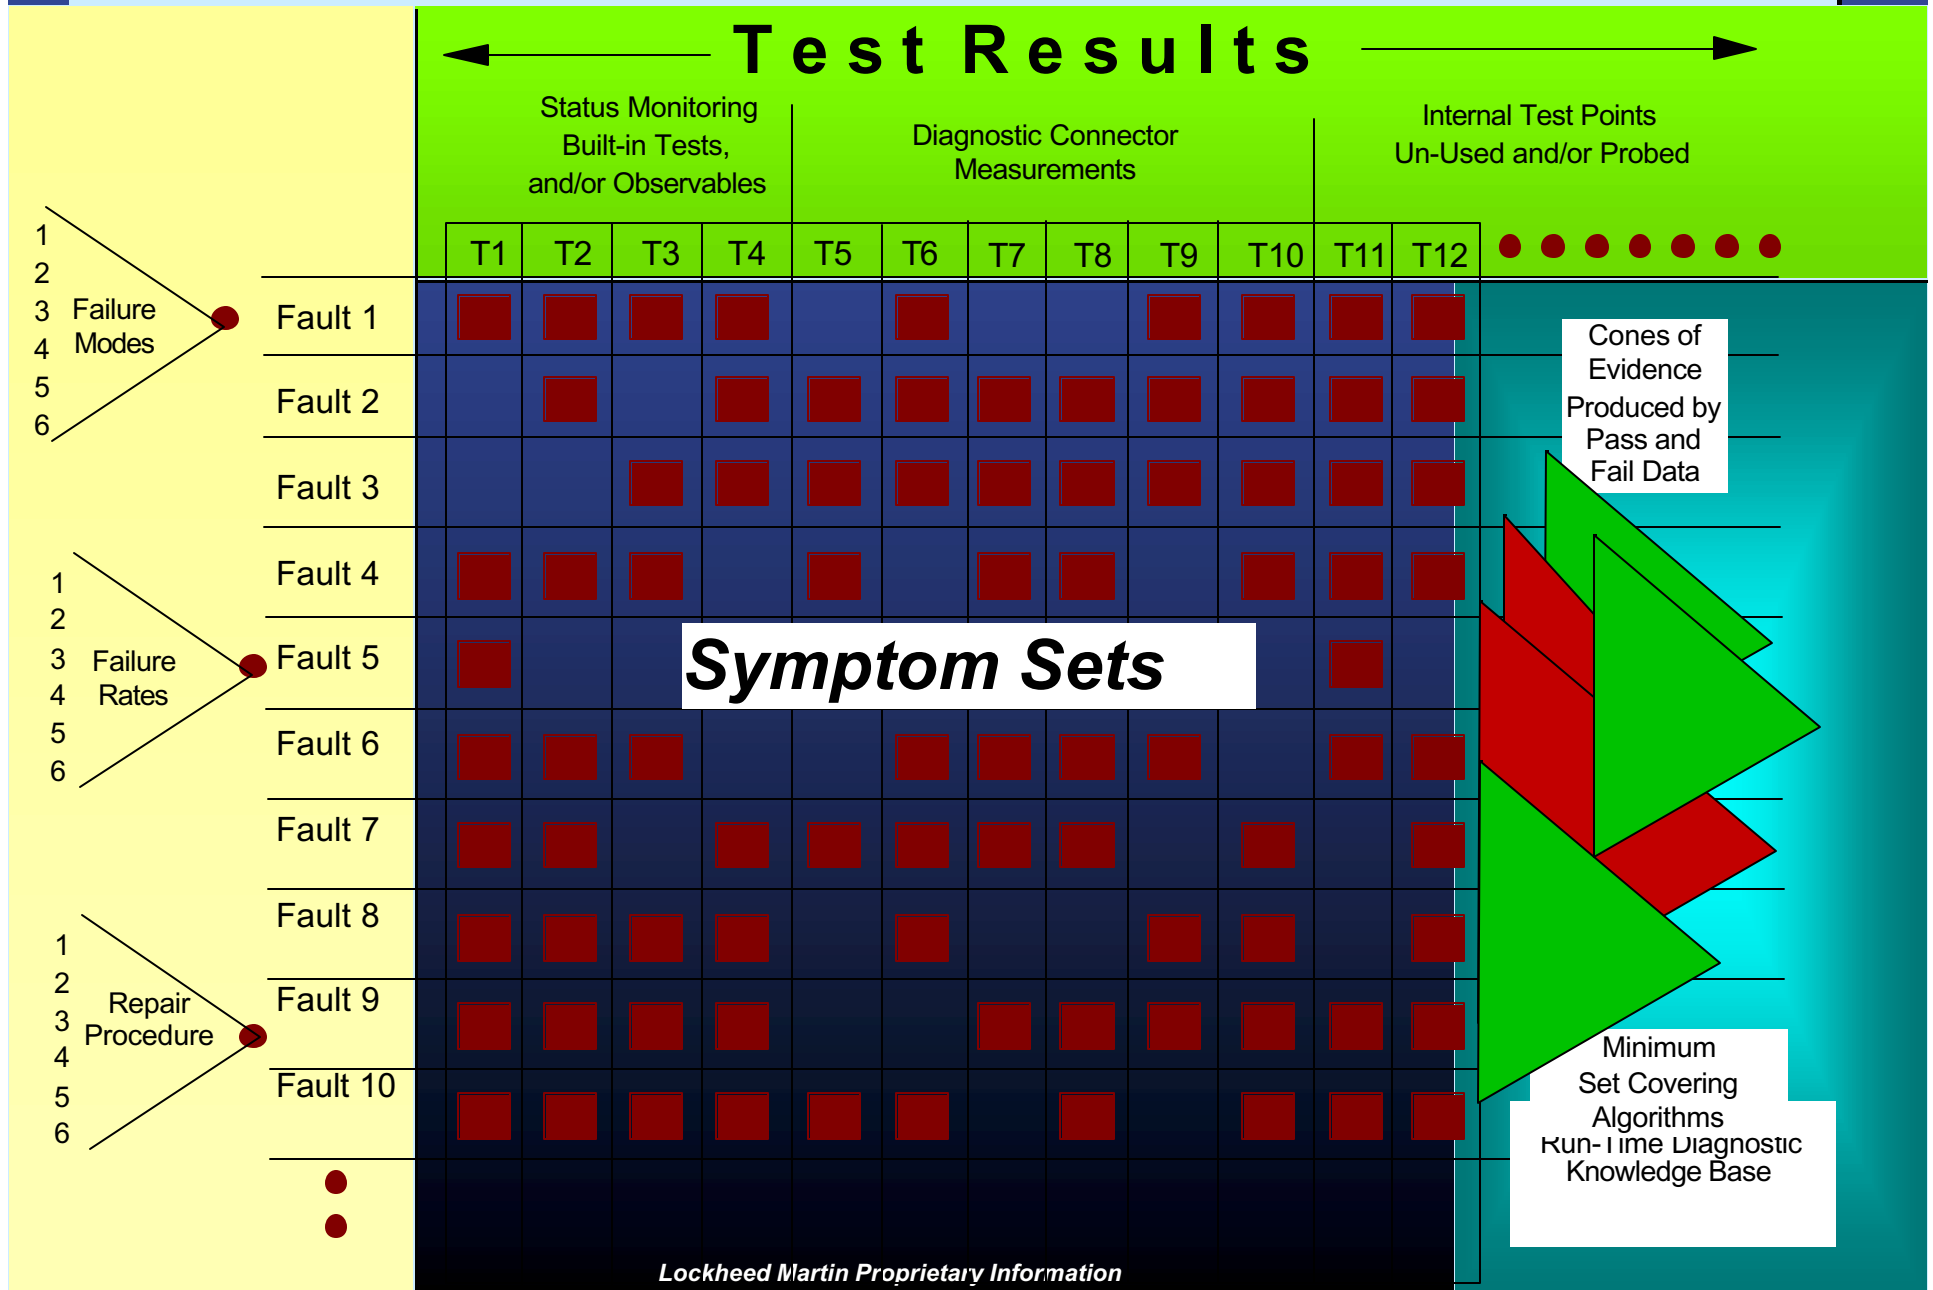 Test Results
Status Monitoring
Built-in Tests,
and/or Observables
Diagnostic Connector
Measurements
Internal Test Points
Un-Used and/or Probed
T1 T2 T3 T4 T5 T6 T7 T8 T9 T10 T11 T12
1
2
3
4
5
6
Failure
Modes
1
2
3
4
5
6
Failure
Rates
1
2
3
4
5
6
Repair
Procedure
Fault 1
Fault 2
Fault 3
Fault 4
Fault 5
Fault 6
Fault 7
Fault 8
Fault 9
Fault 10
Symptom Sets
Cones of
Evidence
Produced by
Pass and
Fail Data
Minimum
Set Covering
Algorithms
Run-Time Diagnostic
Knowledge Base
Lockheed Martin Proprietary Information